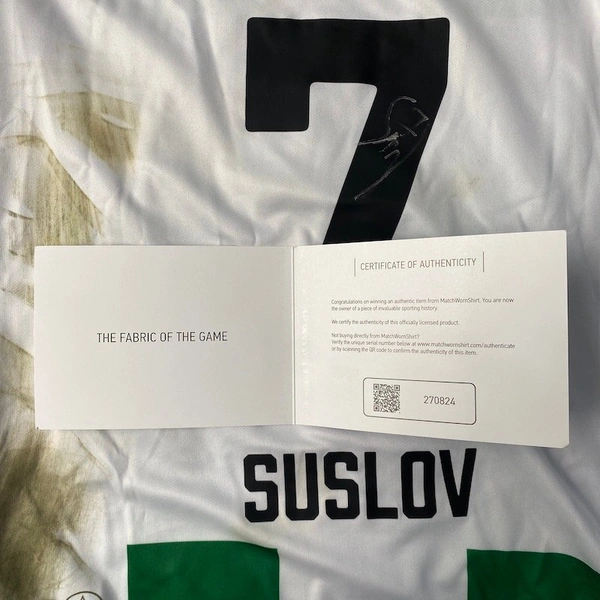 7
THE FABRIC OF THE GAME
CERTIFICATE OF AUTHENTICITY
Congratulations on winning an authentic item from MatchWornShirt. You are now
the owner of a piece of invaluable sporting history.
We certify the authenticity of this officially licensed product.
Not buying directly from MatchWornShirt?
Verify the unique serial number below at www.matchwornshirt.com/authenticate
or by scanning the QR code to confirm the authenticity of this item.
270824
SUSLOV